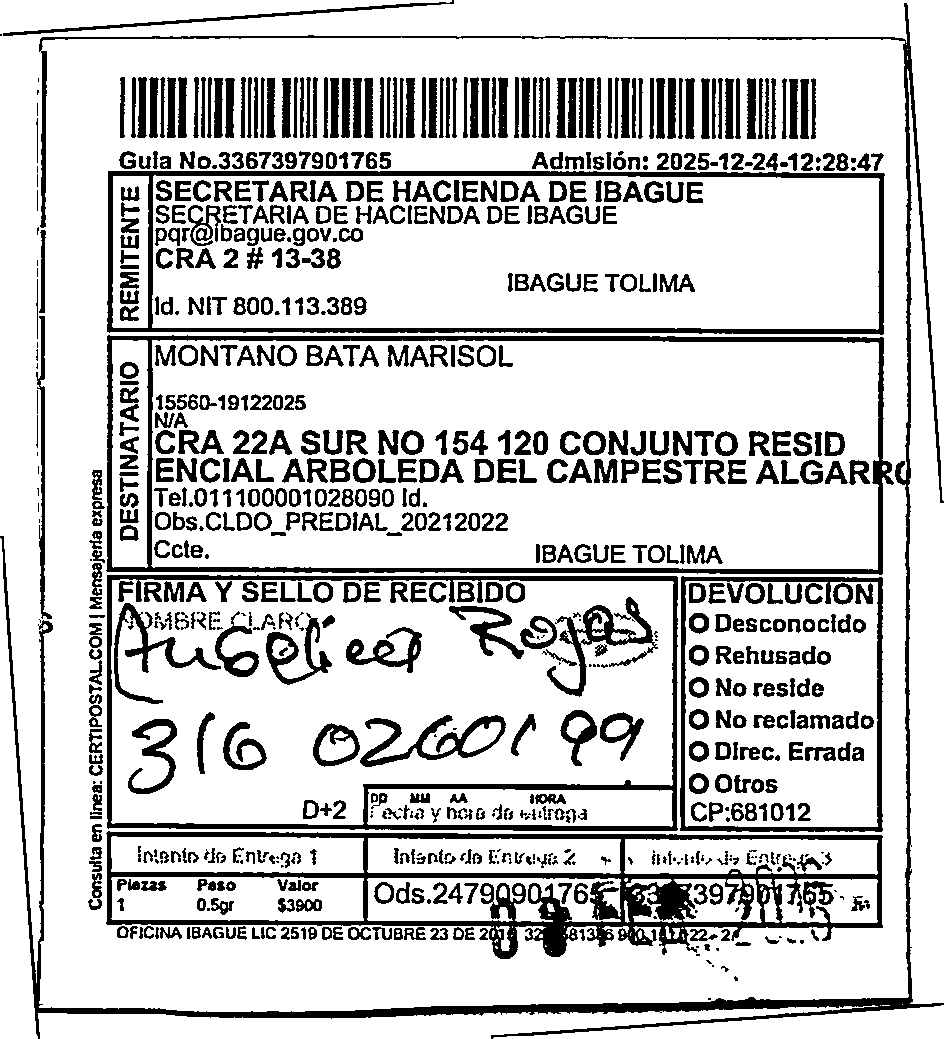 Guia No.3367397901765 Admisión: 2025-12-24-12:28:47
REMITENTE
SECRETARIA DE HACIENDA DE IBAGUE
SECRETARIA DE HACIENDA DE IBAGUE
pqr@ibague.gov.co
CRA 2 # 13-38
IBAGUE TOLIMA
Id. NIT 800.113.389
DESTINATARIO
MONTANO BATA MARISOL
15560-19122025
N/A
CRA 22A SUR NO 154 120 CONJUNTO RESID
ENCIAL ARBOLEDA DEL CAMPESTRE ALGARRO
Tel.011100001028090 Id.
Obs.CLDO_PREDIAL_20212022
Ccte. IBAGUE TOLIMA
Consulta en linea: CERTIPOSTAL.COM | Mensajería expresa
FIRMA Y SELLO DE RECIBIDO
NOMBRE CLARO
Angelica Rojas
316 0260199
D+2
DD MM AA HORA
Fecha y hora de entrega
DEVOLUCION
Desconocido
Rehusado
No reside
No reclamado
Direc. Errada
Otros
CP:681012
Intento de Entrega 1 Intento de Entrega 2 Intento de Entrega 3
Piezas Peso Valor
1 0.5gr $3900
Ods.24790901765 3367397901765
OFICINA IBAGUE LIC 2519 DE OCTUBRE 23 DE